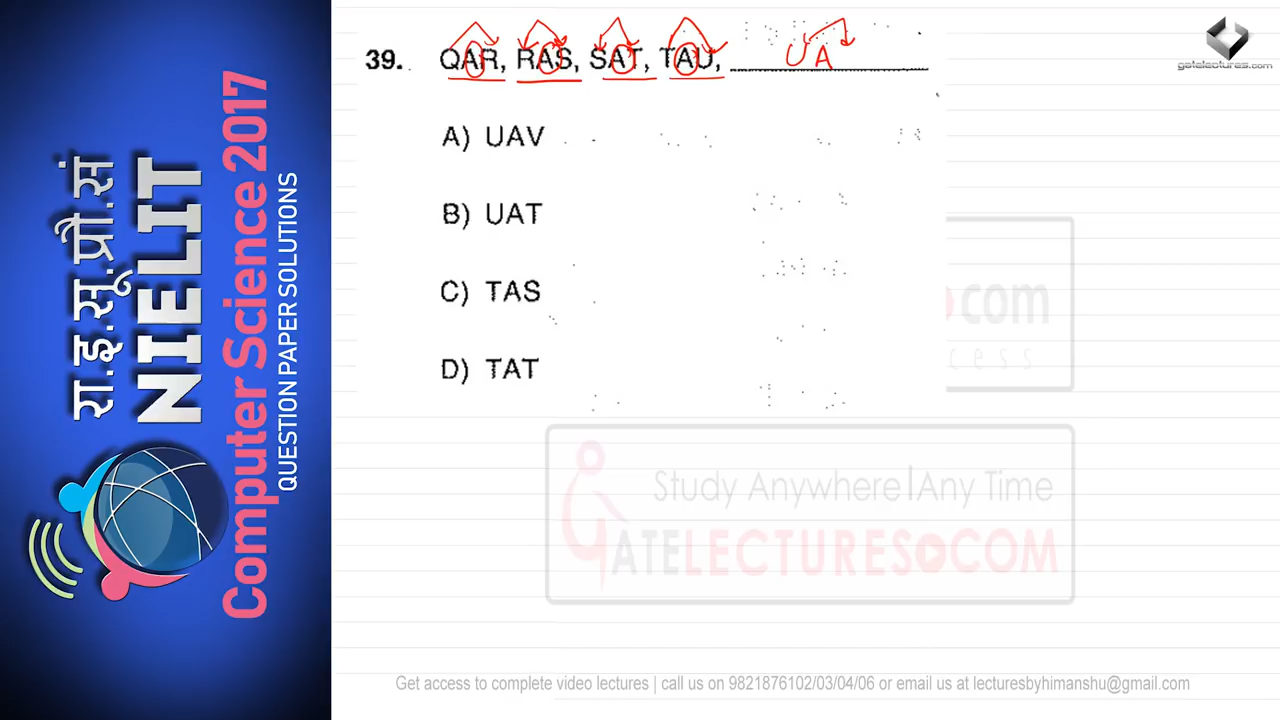 रा.इ.सू.प्रौ.सं
NIELIT
Computer Science 2017
QUESTION PAPER SOLUTIONS
39. QAR, RAS, SAT, TAU, UA
A) UAV
B) UAT
C) TAS
D) TAT
gatelectures.com
com
cess
Study Anywhere|Any Time
GATELECTURES.COM
Get access to complete video lectures | call us on 9821876102/03/04/06 or email us at lecturesbyhimanshu@gmail.com